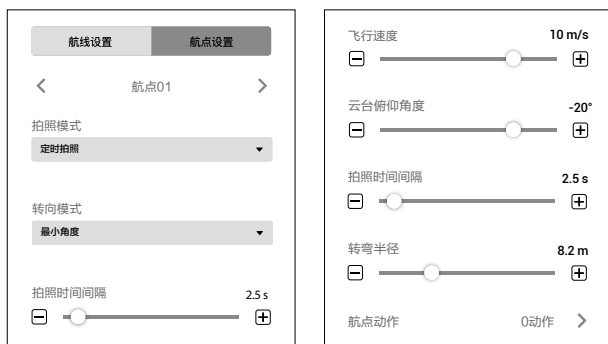 航线设置 航点设置
航点01
拍照模式
定时拍照
转向模式
最小角度
拍照时间间隔 2.5 s
飞行速度 10 m/s
云台俯仰角度 -20°
拍照时间间隔 2.5 s
转弯半径 8.2 m
航点动作 0动作